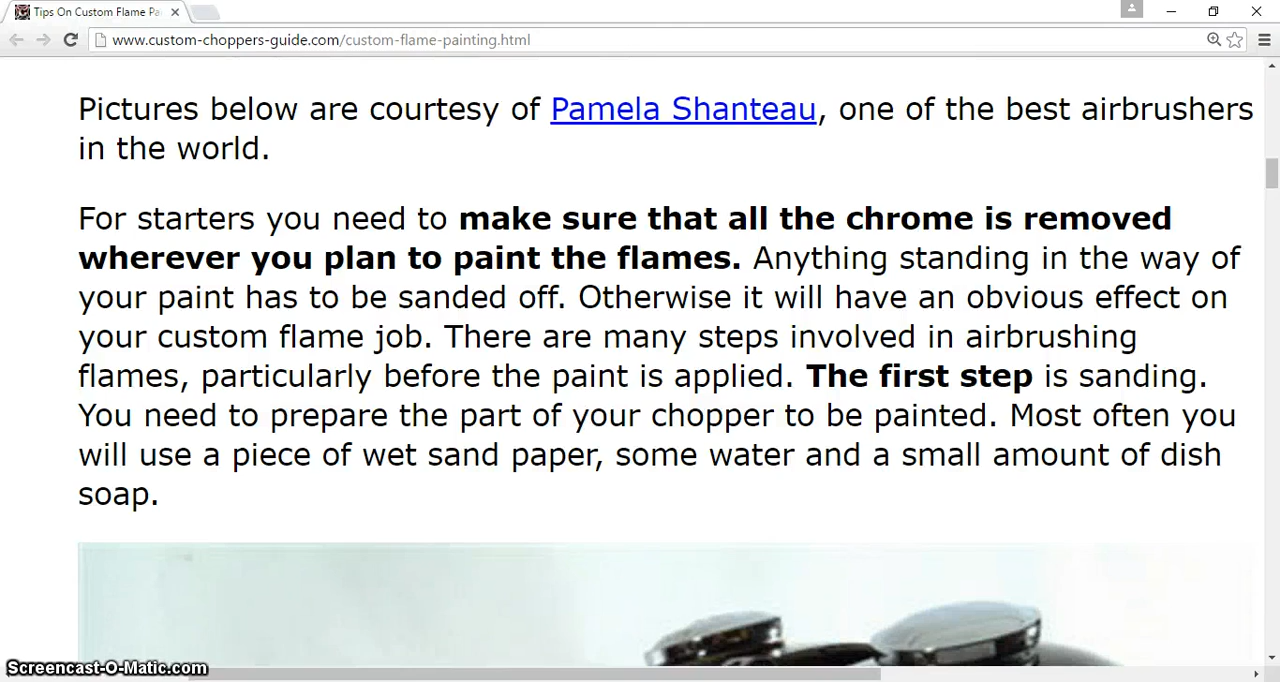 Tips On Custom Flame Pa
www.custom-choppers-guide.com/custom-flame-painting.html
Pictures below are courtesy of Pamela Shanteau, one of the best airbrushers
in the world.
For starters you need to make sure that all the chrome is removed
wherever you plan to paint the flames. Anything standing in the way of
your paint has to be sanded off. Otherwise it will have an obvious effect on
your custom flame job. There are many steps involved in airbrushing
flames, particularly before the paint is applied. The first step is sanding.
You need to prepare the part of your chopper to be painted. Most often you
will use a piece of wet sand paper, some water and a small amount of dish
soap.
Screencast-O-Matic.com